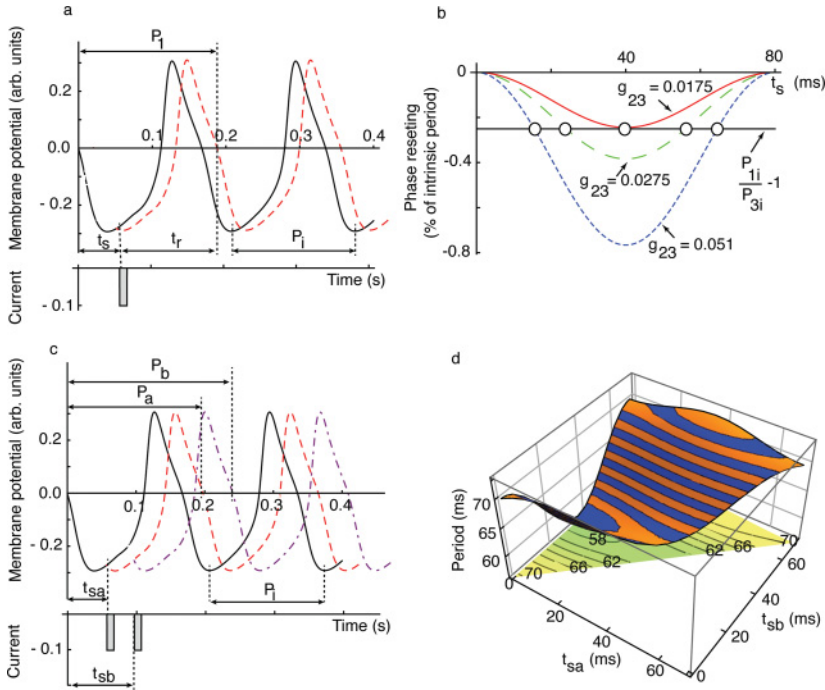 a
Membrane potential (arb. units)
P1
0.2
0.0
- 0.2
0.1
0.2
0.3
0.4
ts
tr
Pi
Time (s)
Current
- 0.1
b
Phase reseting
(% of intrinsic period)
0
-0.4
-0.8
40
80
ts (ms)
g23 = 0.0175
g23 = 0.0275
g23 = 0.051
P1i
P3i -1
c
Membrane potential (arb. units)
Pb
Pa
0.2
0.0
- 0.2
0.1
0.2
0.3
0.4
tsa
Pi
Time (s)
Current
- 0.1
tsb
d
Period (ms)
70
65
60
58
62
66
70
70
66
62
0
20
40
60
tsa (ms)
0
20
40
60
tsb (ms)